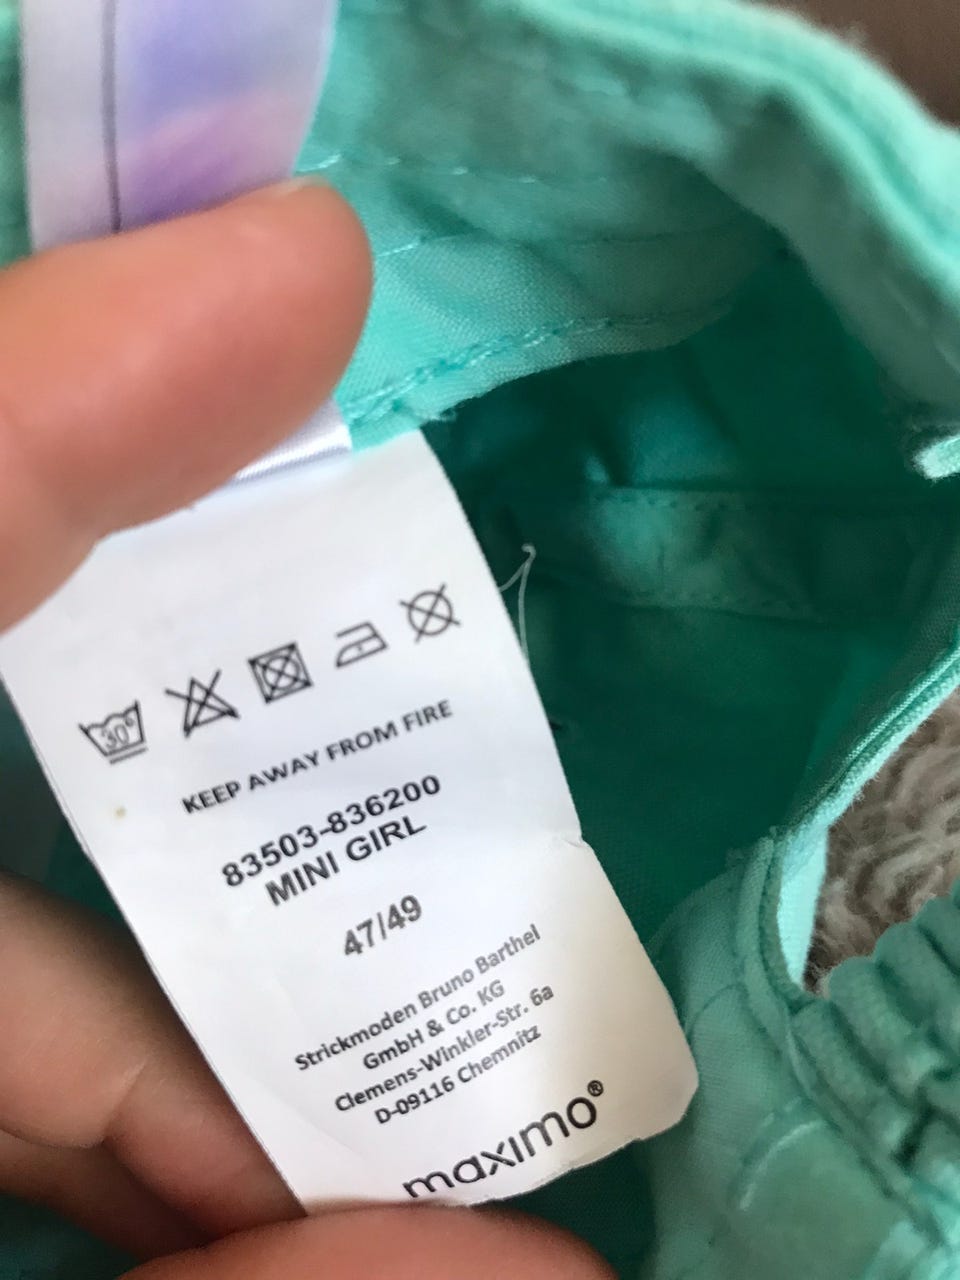 30°
KEEP AWAY FROM FIRE
83503-836200
MINI GIRL
47/49
Strickmoden Bruno Barthel
GmbH & Co. KG
Clemens-Winkler-Str. 6a
D-09116 Chemnitz
maximo®